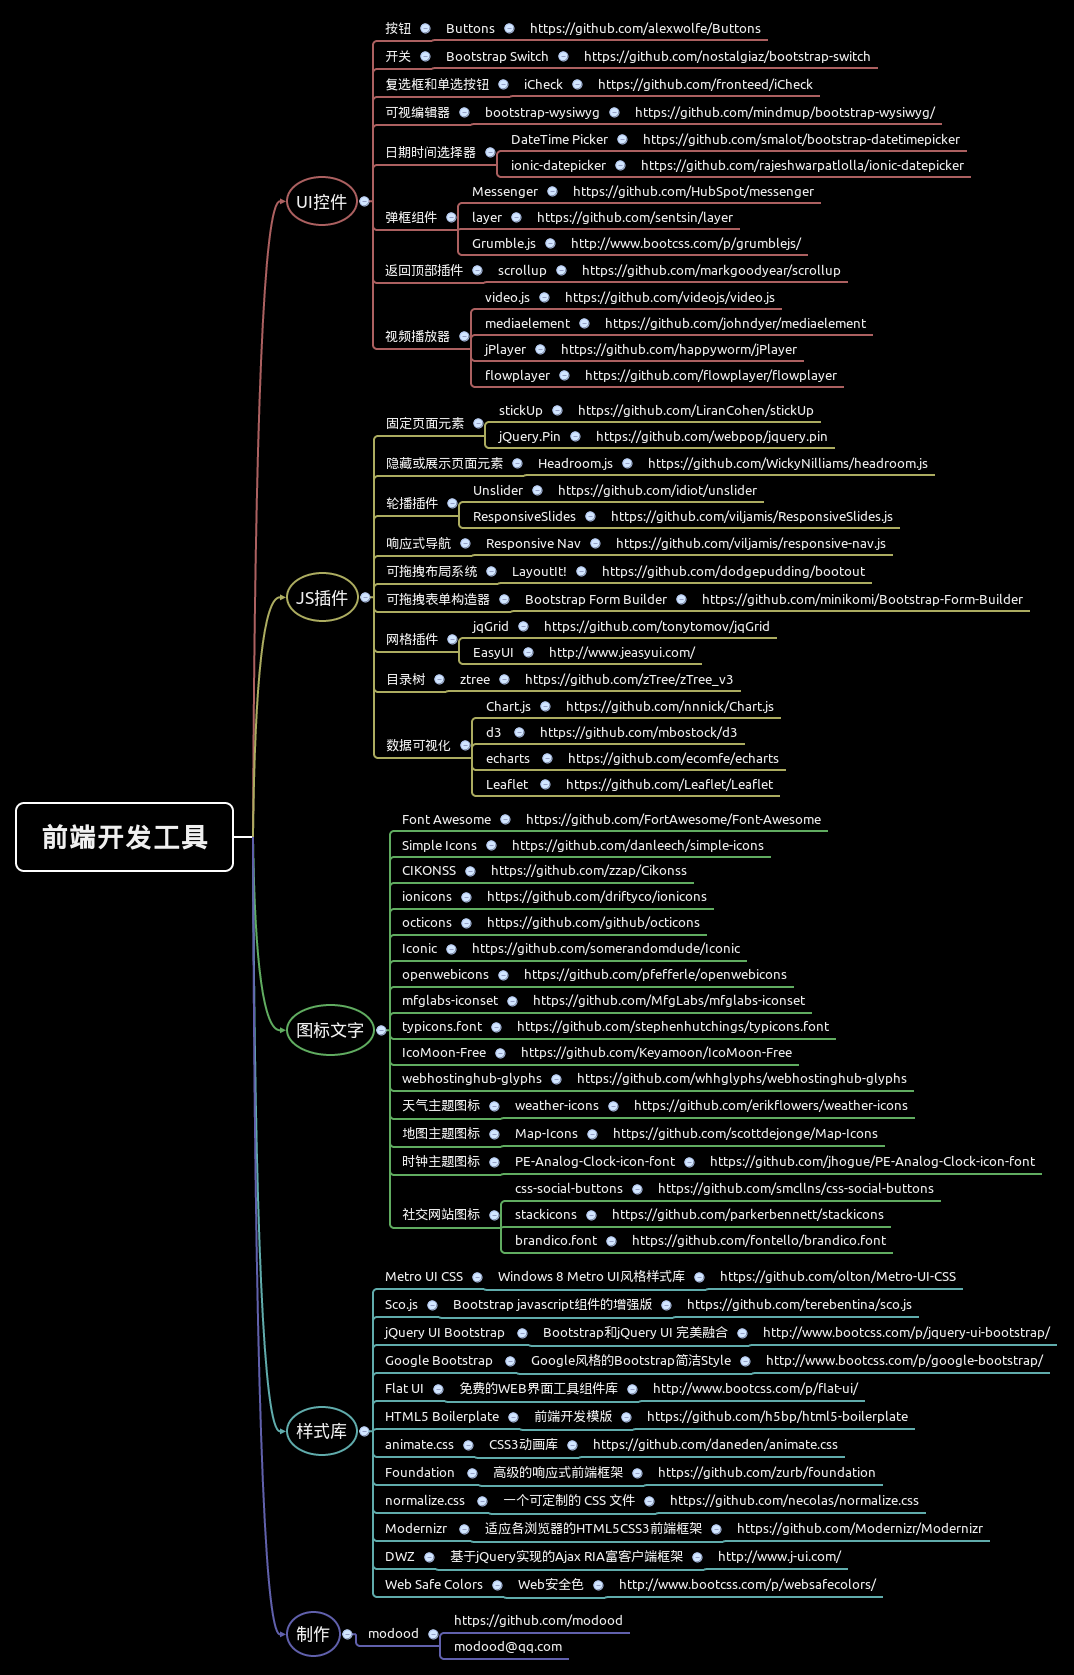 前端开发工具
UI控件
按钮 Buttons https://github.com/alexwolfe/Buttons
开关 Bootstrap Switch https://github.com/nostalgiaz/bootstrap-switch
复选框和单选按钮 iCheck https://github.com/fronteed/iCheck
可视编辑器 bootstrap-wysiwyg https://github.com/mindmup/bootstrap-wysiwyg/
日期时间选择器
DateTime Picker https://github.com/smalot/bootstrap-datetimepicker
ionic-datepicker https://github.com/rajeshwarpatlolla/ionic-datepicker
弹框组件
Messenger https://github.com/HubSpot/messenger
layer https://github.com/sentsin/layer
Grumble.js http://www.bootcss.com/p/grumblejs/
返回顶部插件 scrollup https://github.com/markgoodyear/scrollup
视频播放器
video.js https://github.com/videojs/video.js
mediaelement https://github.com/johndyer/mediaelement
jPlayer https://github.com/happyworm/jPlayer
flowplayer https://github.com/flowplayer/flowplayer
JS插件
固定页面元素
stickUp https://github.com/LiranCohen/stickUp
jQuery.Pin https://github.com/webpop/jquery.pin
隐藏或展示页面元素 Headroom.js https://github.com/WickyNilliams/headroom.js
轮播插件
Unslider https://github.com/idiot/unslider
ResponsiveSlides https://github.com/viljamis/ResponsiveSlides.js
响应式导航 Responsive Nav https://github.com/viljamis/responsive-nav.js
可拖拽布局系统 LayoutIt! https://github.com/dodgepudding/bootout
可拖拽表单构造器 Bootstrap Form Builder https://github.com/minikomi/Bootstrap-Form-Builder
网格插件
jqGrid https://github.com/tonytomov/jqGrid
EasyUI http://www.jeasyui.com/
目录树 ztree https://github.com/zTree/zTree_v3
数据可视化
Chart.js https://github.com/nnnick/Chart.js
d3 https://github.com/mbostock/d3
echarts https://github.com/ecomfe/echarts
Leaflet https://github.com/Leaflet/Leaflet
图标文字
Font Awesome https://github.com/FortAwesome/Font-Awesome
Simple Icons https://github.com/danleech/simple-icons
CIKONSS https://github.com/zzap/Cikonss
ionicons https://github.com/driftyco/ionicons
octicons https://github.com/github/octicons
Iconic https://github.com/somerandomdude/Iconic
openwebicons https://github.com/pfefferle/openwebicons
mfglabs-iconset https://github.com/MfgLabs/mfglabs-iconset
typicons.font https://github.com/stephenhutchings/typicons.font
IcoMoon-Free https://github.com/Keyamoon/IcoMoon-Free
webhostinghub-glyphs https://github.com/whhglyphs/webhostinghub-glyphs
天气主题图标 weather-icons https://github.com/erikflowers/weather-icons
地图主题图标 Map-Icons https://github.com/scottdejonge/Map-Icons
时钟主题图标 PE-Analog-Clock-icon-font https://github.com/jhogue/PE-Analog-Clock-icon-font
社交网站图标
css-social-buttons https://github.com/smcllns/css-social-buttons
stackicons https://github.com/parkerbennett/stackicons
brandico.font https://github.com/fontello/brandico.font
样式库
Metro UI CSS Windows 8 Metro UI风格样式库 https://github.com/olton/Metro-UI-CSS
Sco.js Bootstrap javascript组件的增强版 https://github.com/terebentina/sco.js
jQuery UI Bootstrap Bootstrap和jQuery UI 完美融合 http://www.bootcss.com/p/jquery-ui-bootstrap/
Google Bootstrap Google风格的Bootstrap简洁Style http://www.bootcss.com/p/google-bootstrap/
Flat UI 免费的WEB界面工具组件库 http://www.bootcss.com/p/flat-ui/
HTML5 Boilerplate 前端开发模版 https://github.com/h5bp/html5-boilerplate
animate.css CSS3动画库 https://github.com/daneden/animate.css
Foundation 高级的响应式前端框架 https://github.com/zurb/foundation
normalize.css 一个可定制的 CSS 文件 https://github.com/necolas/normalize.css
Modernizr 适应各浏览器的HTML5CSS3前端框架 https://github.com/Modernizr/Modernizr
DWZ 基于jQuery实现的Ajax RIA富客户端框架 http://www.j-ui.com/
Web Safe Colors Web安全色 http://www.bootcss.com/p/websafecolors/
制作
modood
https://github.com/modood
modood@qq.com